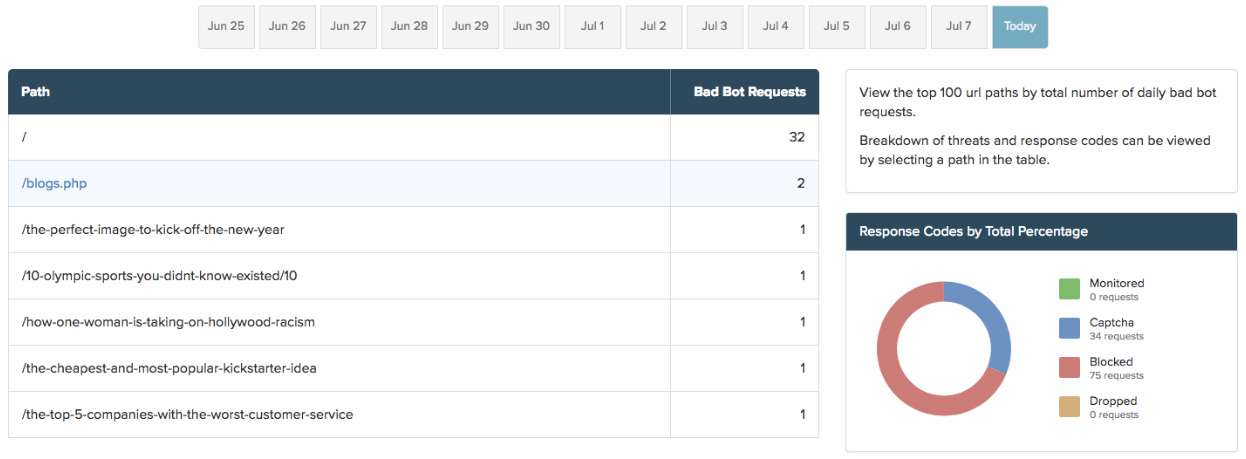 Jun 25 Jun 26 Jun 27 Jun 28 Jun 29 Jun 30 Jul 1 Jul 2 Jul 3 Jul 4 Jul 5 Jul 6 Jul 7 Today
Path Bad Bot Requests
/ 32
/blogs.php 2
/the-perfect-image-to-kick-off-the-new-year 1
/10-olympic-sports-you-didnt-know-existed/10 1
/how-one-woman-is-taking-on-hollywood-racism 1
/the-cheapest-and-most-popular-kickstarter-idea 1
/the-top-5-companies-with-the-worst-customer-service 1
View the top 100 url paths by total number of daily bad bot
requests.
Breakdown of threats and response codes can be viewed
by selecting a path in the table.
Response Codes by Total Percentage
Monitored
0 requests
Captcha
34 requests
Blocked
75 requests
Dropped
0 requests